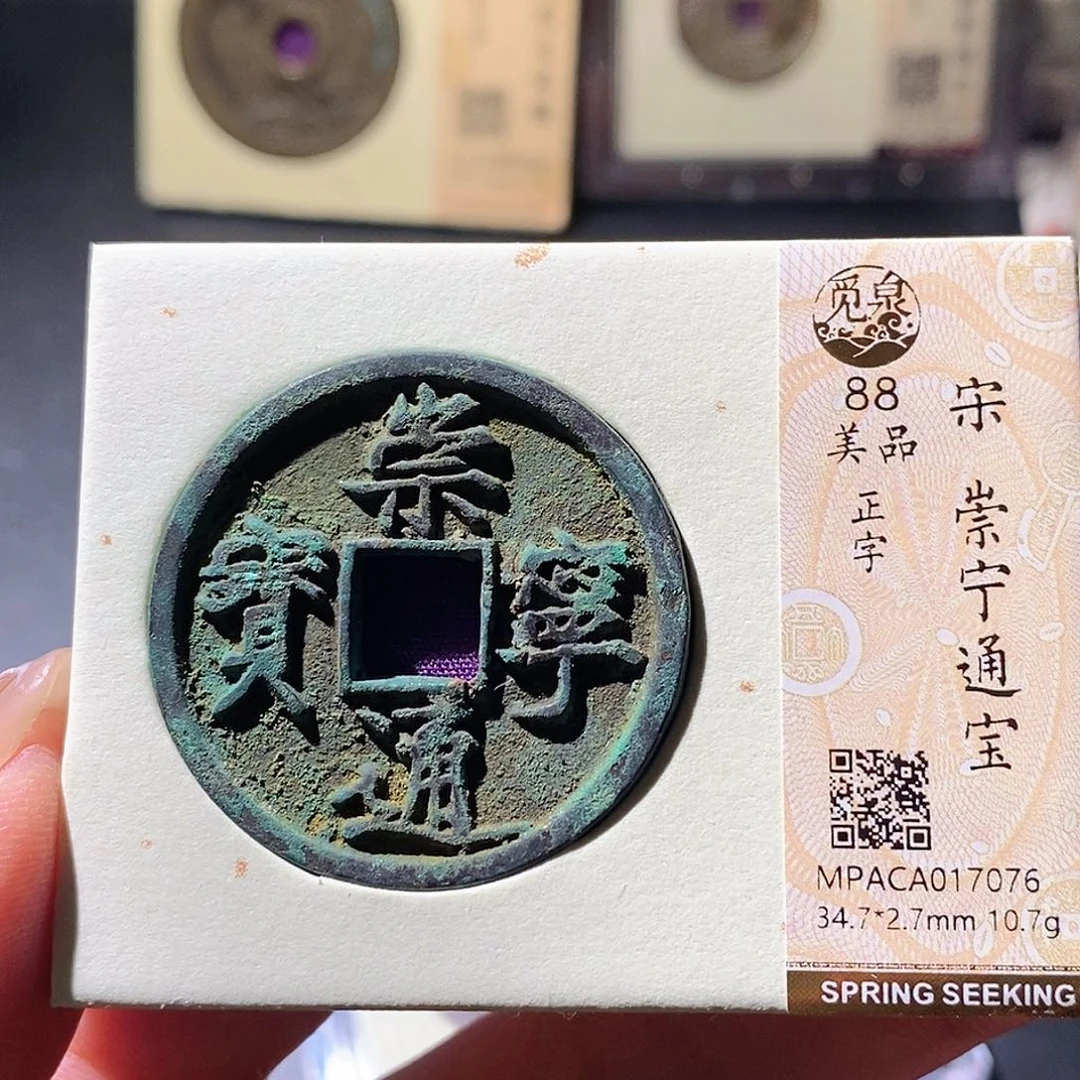 崇
寧
通
寶
觅泉
88
美品
正字
宋 崇宁通宝
MPACA017076
34.7*2.7mm 10.7g
SPRING SEEKING